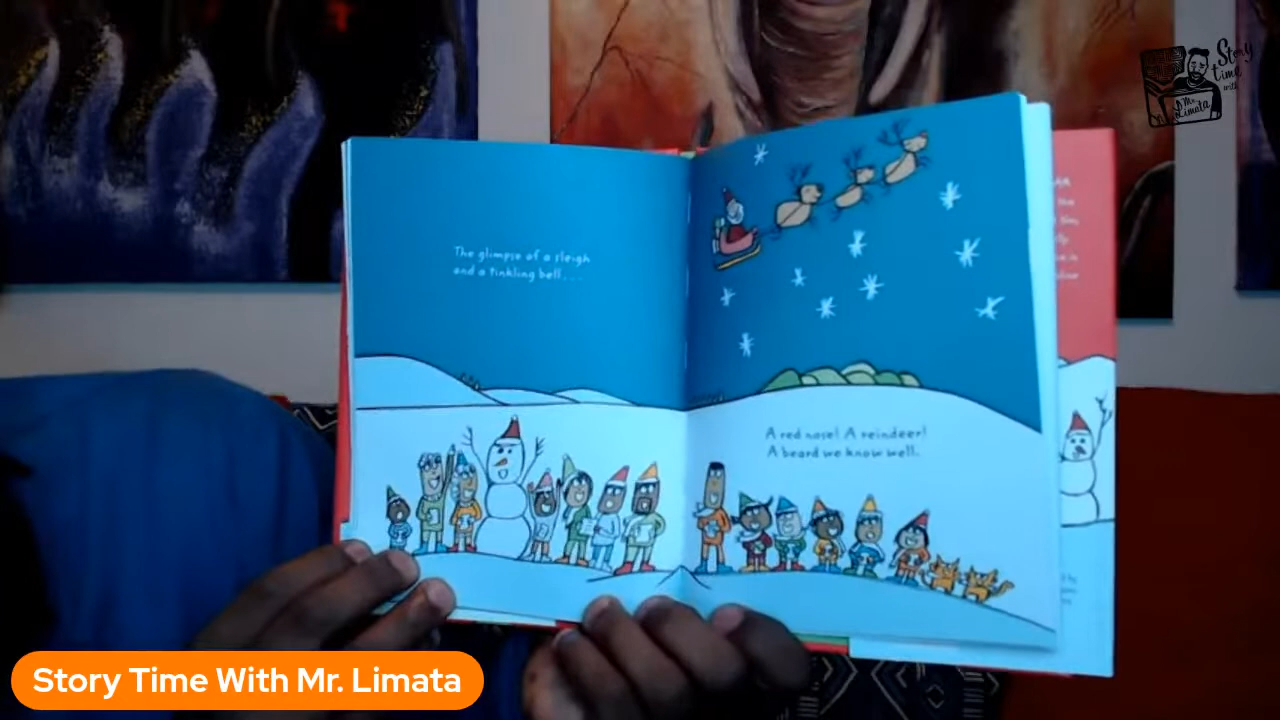 Story
time
with
Mr.
Limata
The glimpse of a sleigh
and a tinkling bell . . .
A red nose! A reindeer!
A beard we know well.
Story Time With Mr. Limata